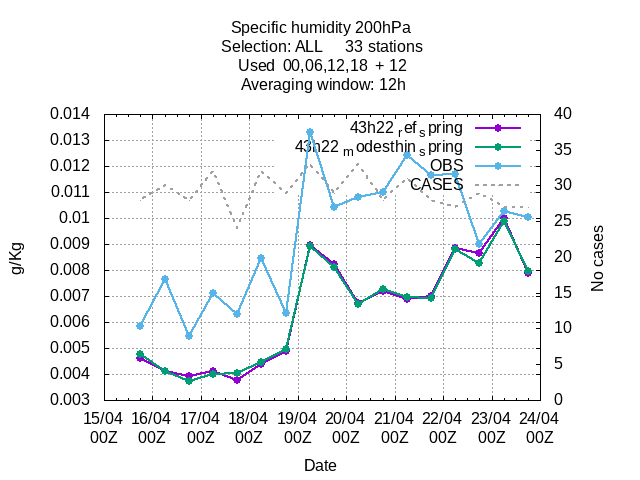 Specific humidity 200hPa
Selection: ALL 33 stations
Used 00,06,12,18 + 12
Averaging window: 12h
0.014
0.013
0.012
0.011
0.01
0.009
0.008
0.007
0.006
0.005
0.004
0.003
g/Kg
43h22 ref spring
43h22 modesthin spring
OBS
CASES
40
35
30
25
20
15
10
5
0
No cases
15/04 16/04 17/04 18/04 19/04 20/04 21/04 22/04 23/04 24/04
00Z 00Z 00Z 00Z 00Z 00Z 00Z 00Z 00Z 00Z
Date